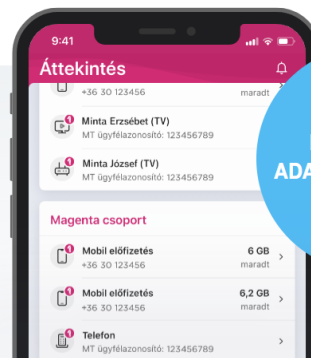 9:41
Áttekintés
+36 30 123456
maradt
Minta Erzsébet (TV)
MT ügyfélazonosító: 123456789
Minta József (TV)
MT ügyfélazonosító: 123456789
Magenta csoport
Mobil előfizetés
6 GB
+36 30 123456
maradt
Mobil előfizetés
6,2 GB
+36 30 123456
maradt
Telefon
MT ügyfélazonosító: 123456789